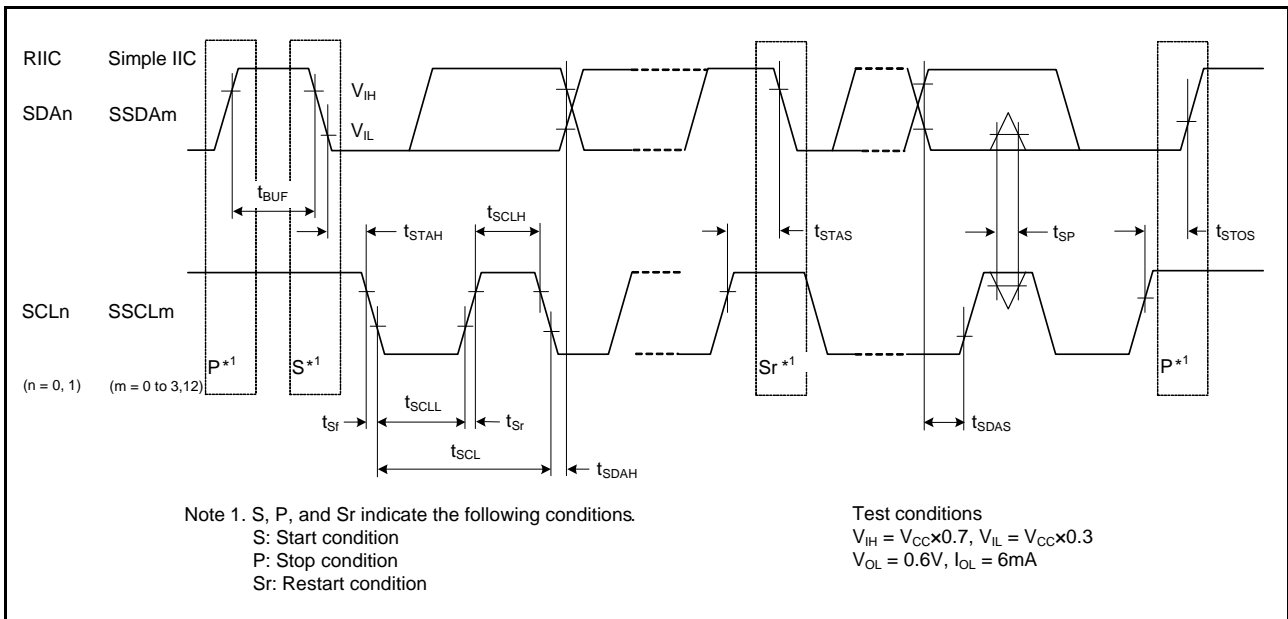 RIIC Simple IIC
SDAn SSDAm
VIH
VIL
tBUF
tSTAH
tSCLH
tSTAS
tSP
tSTOS
SCLn SSCLm
P*1
S*1
Sr*1
P*1
(n = 0, 1) (m = 0 to 3,12)
tSf
tSCLL
tSr
tSDAS
tSCL
tSDAH
Note 1. S, P, and Sr indicate the following conditions.
S: Start condition
P: Stop condition
Sr: Restart condition
Test conditions
VIH = VCC×0.7, VIL = VCC×0.3
VOL = 0.6V, IOL = 6mA